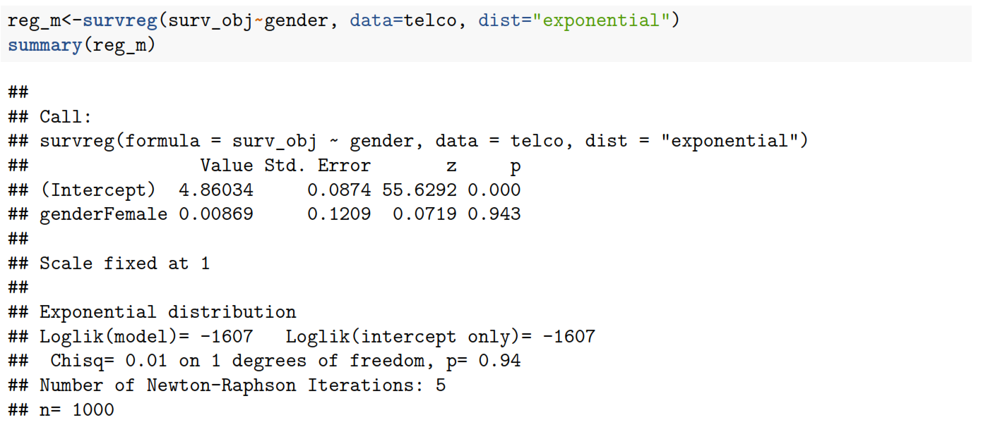 reg_m<-survreg(surv_obj~gender, data=telco, dist="exponential")
summary(reg_m)
##
## Call:
## survreg(formula = surv_obj ~ gender, data = telco, dist = "exponential")
##                Value Std. Error       z     p
## (Intercept)  4.86034     0.0874 55.6292 0.000
## genderFemale 0.00869     0.1209  0.0719 0.943
##
## Scale fixed at 1
##
## Exponential distribution
## Loglik(model)= -1607   Loglik(intercept only)= -1607
##  Chisq= 0.01 on 1 degrees of freedom, p= 0.94
## Number of Newton-Raphson Iterations: 5
## n= 1000